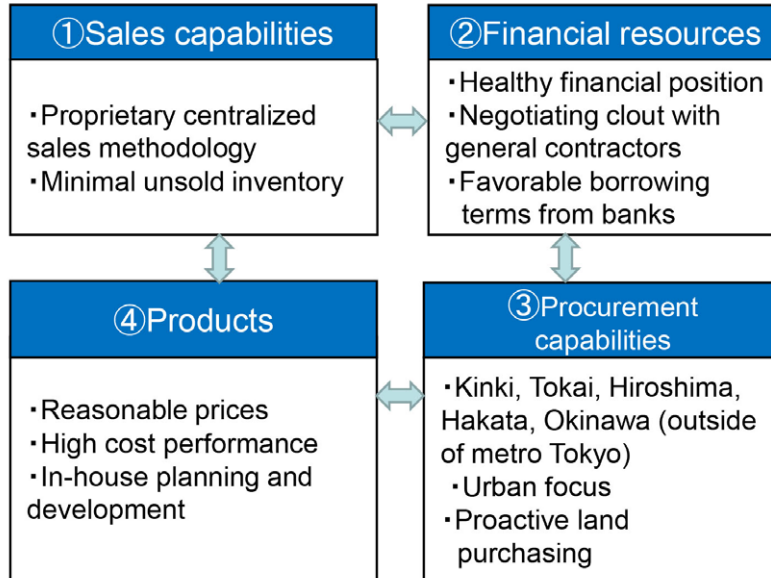 ①Sales capabilities
・Proprietary centralized
sales methodology
・Minimal unsold inventory
②Financial resources
・Healthy financial position
・Negotiating clout with
general contractors
・Favorable borrowing
terms from banks
③Procurement
capabilities
・Kinki, Tokai, Hiroshima,
Hakata, Okinawa (outside
of metro Tokyo)
・Urban focus
・Proactive land
purchasing
④Products
・Reasonable prices
・High cost performance
・In-house planning and
development